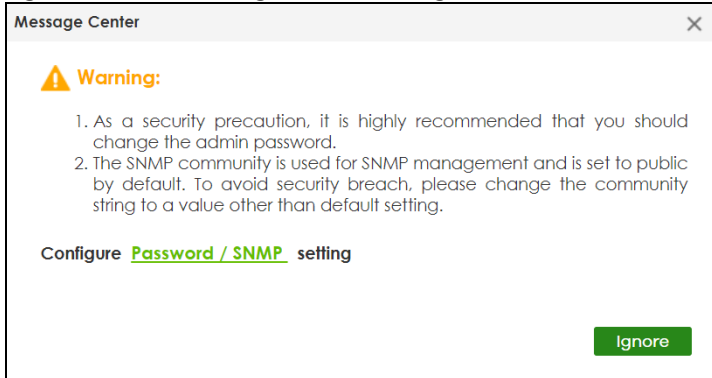 Message Center
Warning:
1. As a security precaution, it is highly recommended that you should
change the admin password.
2. The SNMP community is used for SNMP management and is set to public
by default. To avoid security breach, please change the community
string to a value other than default setting.
Configure Password / SNMP setting
Ignore